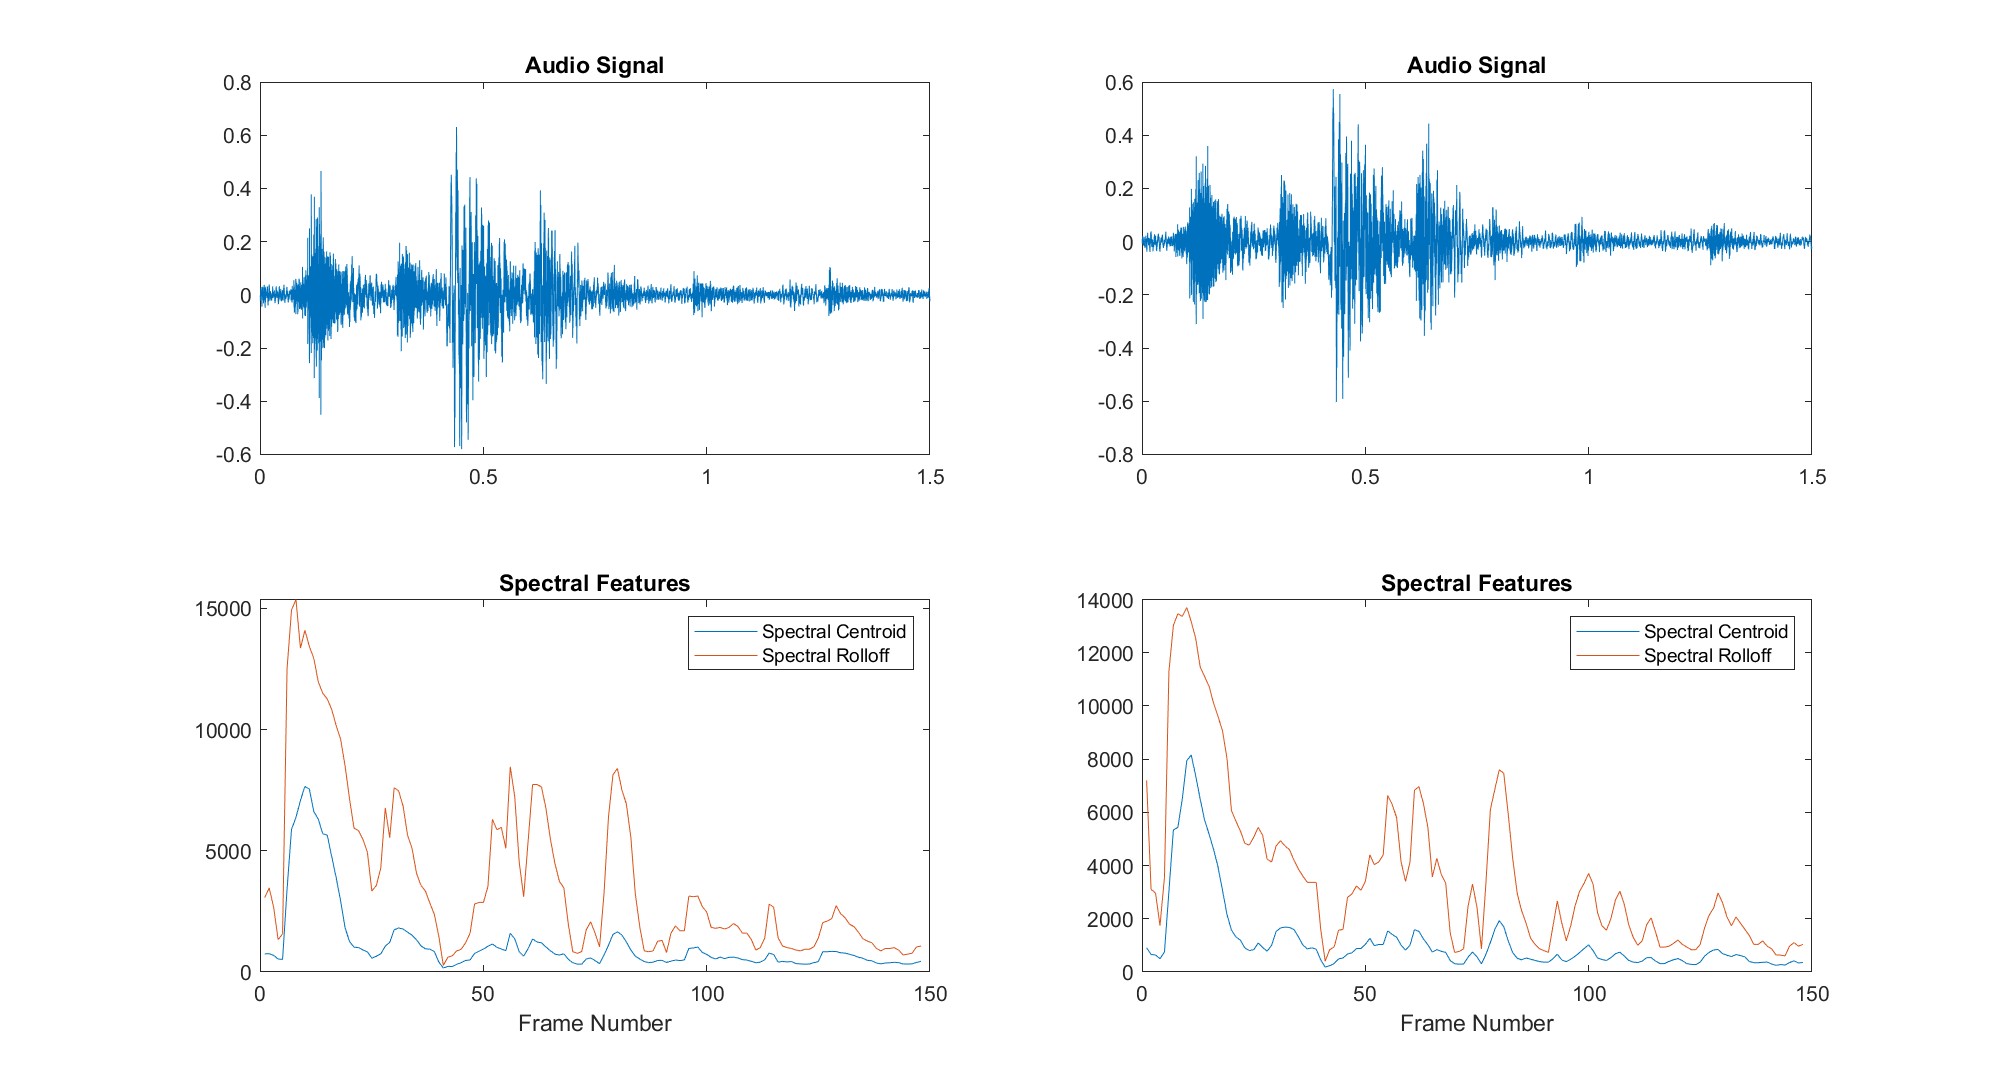 Audio Signal
0.8
0.6
0.4
0.2
0
-0.2
-0.4
-0.6
0 0.5 1 1.5
Audio Signal
0.6
0.4
0.2
0
-0.2
-0.4
-0.6
-0.8
0 0.5 1 1.5
Spectral Features
15000
10000
5000
0
Spectral Centroid
Spectral Rolloff
0 50 100 150
Frame Number
Spectral Features
14000
12000
10000
8000
6000
4000
2000
0
Spectral Centroid
Spectral Rolloff
0 50 100 150
Frame Number